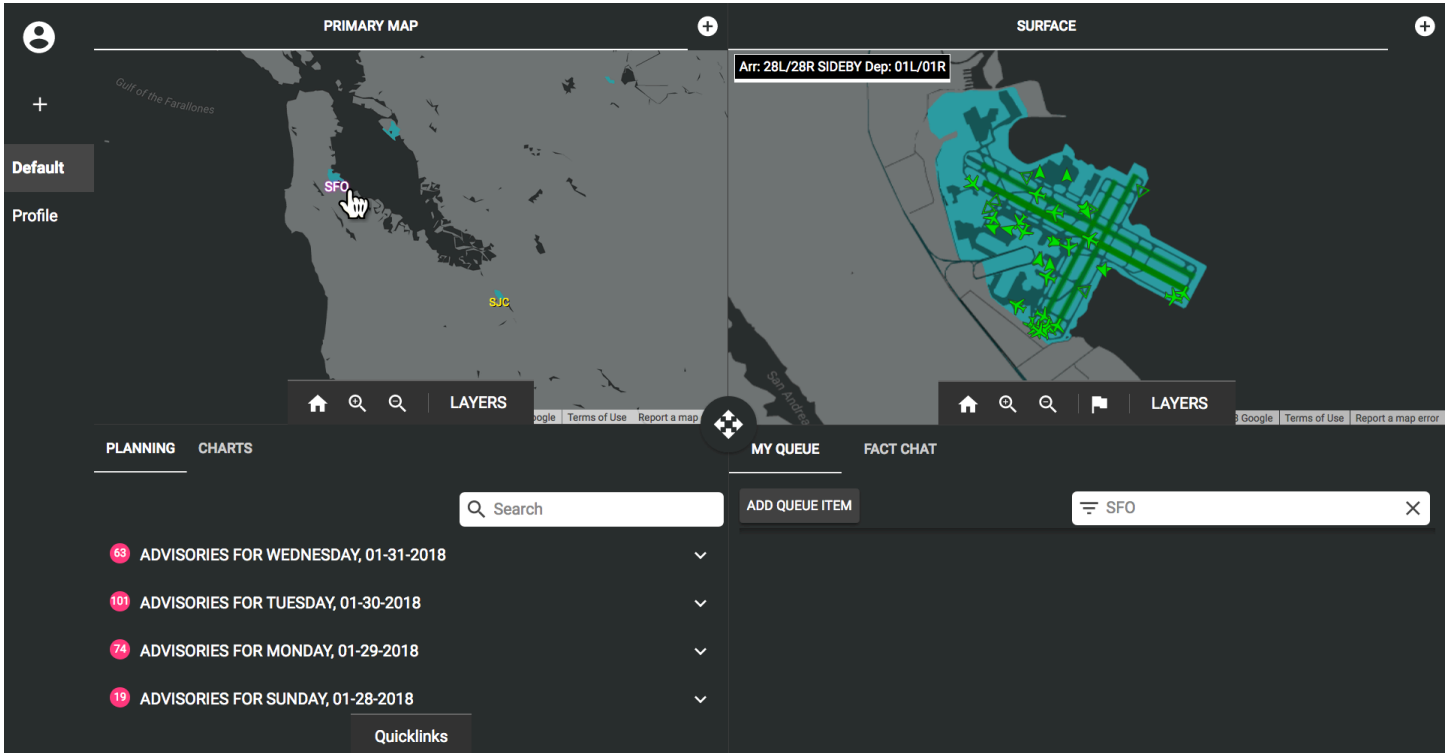 PRIMARY MAP
SURFACE
Default
Profile
Gulf of the Farallones
SFO
SJC
Arr: 28L/28R SIDEBY Dep: 01L/01R
San Andrea
LAYERS
Terms of Use
Report a map
LAYERS
Google
Terms of Use
Report a map error
PLANNING
CHARTS
Search
63 ADVISORIES FOR WEDNESDAY, 01-31-2018
101 ADVISORIES FOR TUESDAY, 01-30-2018
74 ADVISORIES FOR MONDAY, 01-29-2018
19 ADVISORIES FOR SUNDAY, 01-28-2018
Quicklinks
MY QUEUE
FACT CHAT
ADD QUEUE ITEM
SFO